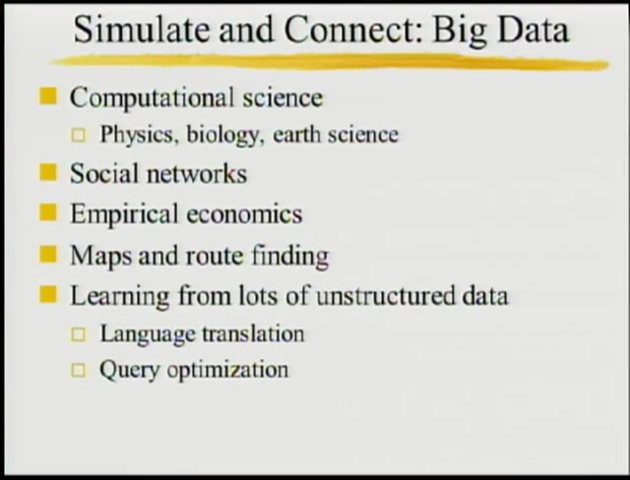 Simulate and Connect: Big Data
Computational science
Physics, biology, earth science
Social networks
Empirical economics
Maps and route finding
Learning from lots of unstructured data
Language translation
Query optimization